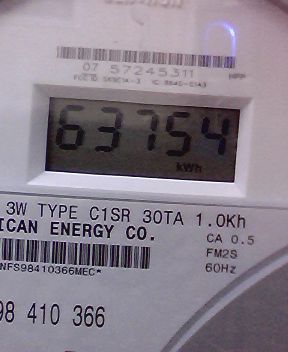 07 57245311
63754
kWh
3W TYPE C1SR 30TA 1.0Kh
ICAN ENERGY CO.
CA 0.5
FM2S
60Hz
NFS98410366MEC*
98 410 366